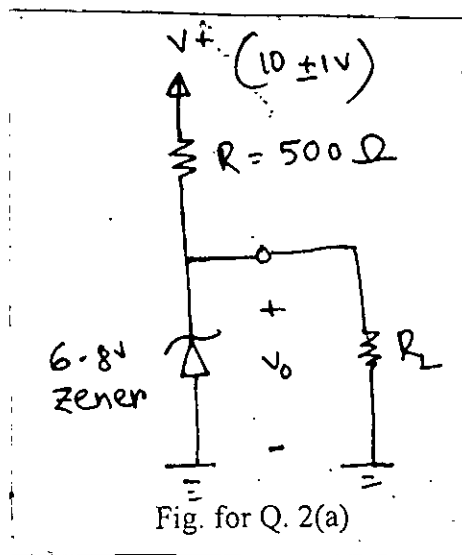 V+ (10 ±1V)
R = 500 Ω
6.8v
zener
+
Vo
-
RL
Fig. for Q. 2(a)